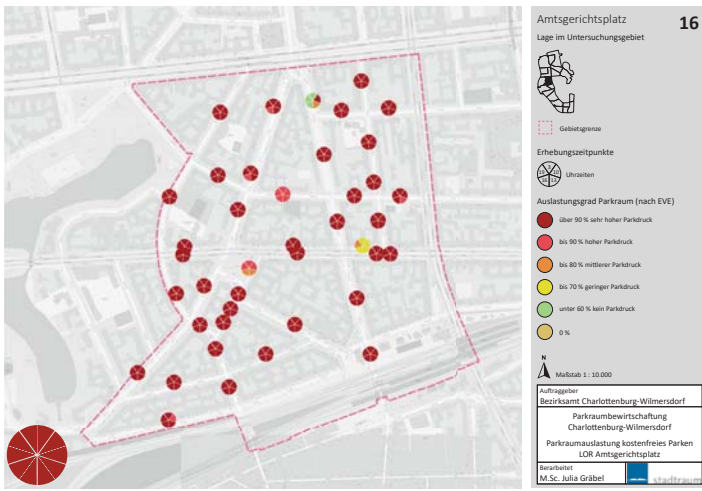 Amtsgerichtsplatz
16
Lage im Untersuchungsgebiet
Gebietsgrenze
Erhebungszeitpunkte
Uhrzeiten
Auslastungsgrad Parkraum (nach EVE)
über 90 % sehr hoher Parkdruck
bis 90 % hoher Parkdruck
bis 80 % mittlerer Parkdruck
bis 70 % geringer Parkdruck
unter 60 % kein Parkdruck
0 %
N
Maßstab 1 : 10.000
Auftraggeber
Bezirksamt Charlottenburg-Wilmersdorf
Parkraumbewirtschaftung
Charlottenburg-Wilmersdorf
Parkraumauslastung kostenfreies Parken
LOR Amtsgerichtsplatz
Berarbeitet
M.Sc. Julia Gräbel
stadtraum